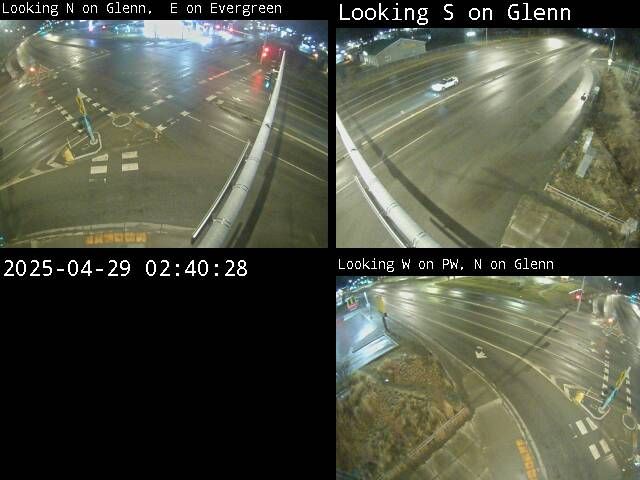 Looking N on Glenn,  E on Evergreen
Looking S on Glenn
2025-04-29 02:40:28
Looking W on PW, N on Glenn